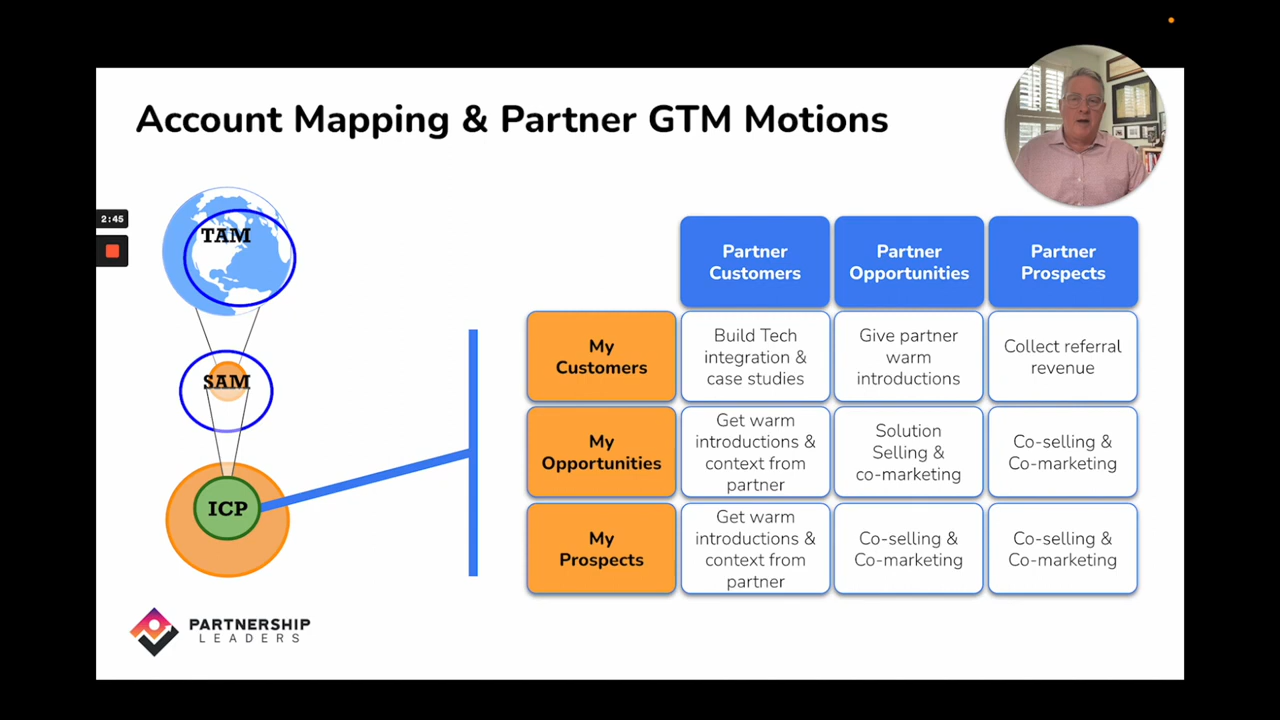 Account Mapping & Partner GTM Motions
2:45
TAM
SAM
ICP
Partner
Customers
Partner
Opportunities
Partner
Prospects
My
Customers
Build Tech
integration &
case studies
Give partner
warm
introductions
Collect referral
revenue
My
Opportunities
Get warm
introductions &
context from
partner
Solution
Selling &
co-marketing
Co-selling &
Co-marketing
My
Prospects
Get warm
introductions &
context from
partner
Co-selling &
Co-marketing
Co-selling &
Co-marketing
PARTNERSHIP
LEADERS